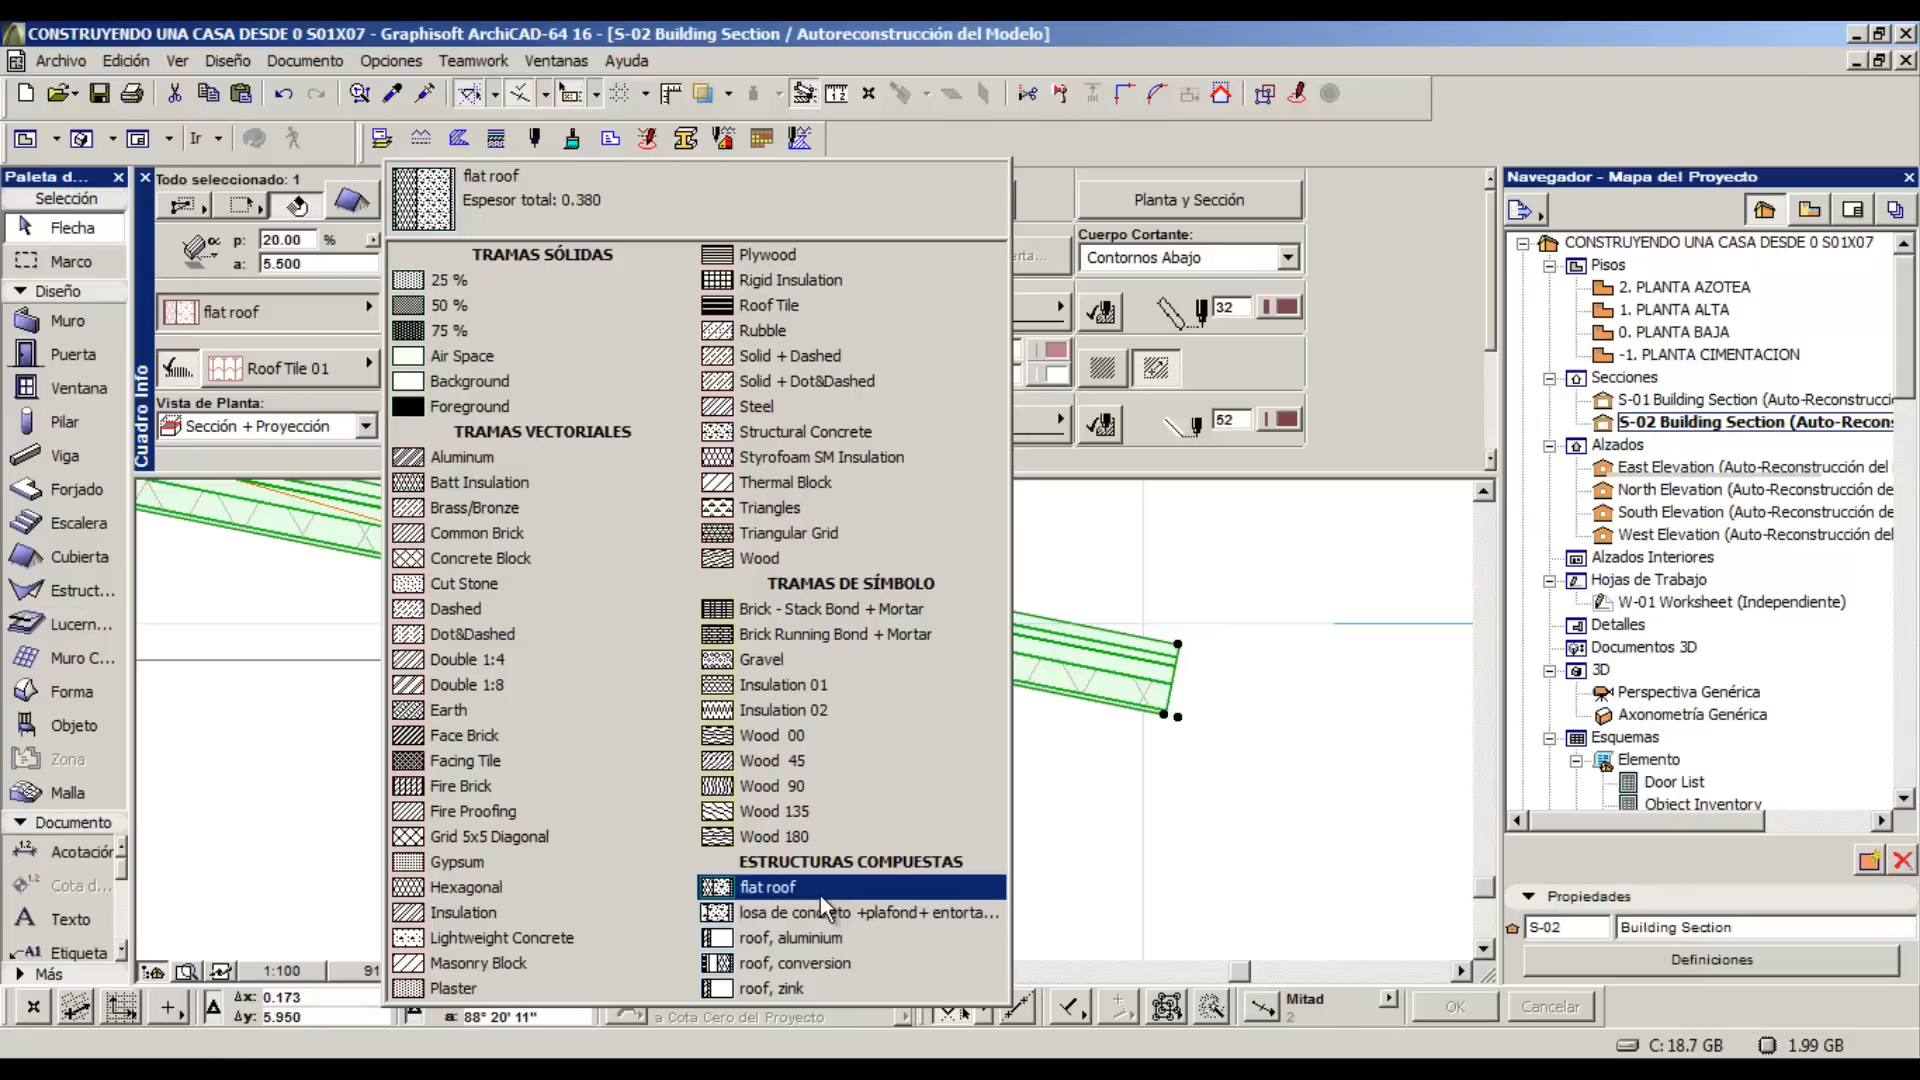 CONSTRUYENDO UNA CASA DESDE 0 S01X07 - Graphisoft ArchiCAD-64 16 - [S-02 Building Section / Autoreconstrucción del Modelo]
Archivo Edición Ver Diseño Documento Opciones Teamwork Ventanas Ayuda
Paleta d...
Selección
Flecha
Marco
Diseño
Muro
Puerta
Ventana
Pilar
Viga
Forjado
Escalera
Cubierta
Estruct...
Lucern...
Muro C...
Forma
Objeto
Zona
Malla
Documento
Acotación
Cota d...
Texto
Etiqueta
Más
Cuadro Info
Todo seleccionado: 1
p: 20.00 %
a: 5.500
flat roof
Roof Tile 01
Vista de Planta:
Sección + Proyección
flat roof
Espesor total: 0.380
TRAMAS SÓLIDAS
25 %
50 %
75 %
Air Space
Background
Foreground
TRAMAS VECTORIALES
Aluminum
Batt Insulation
Brass/Bronze
Common Brick
Concrete Block
Cut Stone
Dashed
Dot&Dashed
Double 1:4
Double 1:8
Earth
Face Brick
Facing Tile
Fire Brick
Fire Proofing
Grid 5x5 Diagonal
Gypsum
Hexagonal
Insulation
Lightweight Concrete
Masonry Block
Plaster
Plywood
Rigid Insulation
Roof Tile
Rubble
Solid + Dashed
Solid + Dot&Dashed
Steel
Structural Concrete
Styrofoam SM Insulation
Thermal Block
Triangles
Triangular Grid
Wood
TRAMAS DE SÍMBOLO
Brick - Stack Bond + Mortar
Brick Running Bond + Mortar
Gravel
Insulation 01
Insulation 02
Wood 00
Wood 45
Wood 90
Wood 135
Wood 180
ESTRUCTURAS COMPUESTAS
flat roof
losa de concreto +plafond+ entorta...
roof, aluminium
roof, conversion
roof, zink
Planta y Sección
erta...
Cuerpo Cortante:
Contornos Abajo
32
52
Navegador - Mapa del Proyecto
CONSTRUYENDO UNA CASA DESDE 0 S01X07
Pisos
2. PLANTA AZOTEA
1. PLANTA ALTA
0. PLANTA BAJA
-1. PLANTA CIMENTACION
Secciones
S-01 Building Section (Auto-Reconstrucci
S-02 Building Section (Auto-Recons
Alzados
East Elevation (Auto-Reconstrucción del
North Elevation (Auto-Reconstrucción de
South Elevation (Auto-Reconstrucción de
West Elevation (Auto-Reconstrucción del
Alzados Interiores
Hojas de Trabajo
W-01 Worksheet (Independiente)
Detalles
Documentos 3D
3D
Perspectiva Genérica
Axonometría Genérica
Esquemas
Elemento
Door List
Object Inventory
Propiedades
S-02 Building Section
Definiciones
1:100 91
Δx: 0.173
Δy: 5.950
a: 88° 20' 11"
a Cota Cero del Proyecto
Mitad
2
OK Cancelar
C: 18.7 GB 1.99 GB